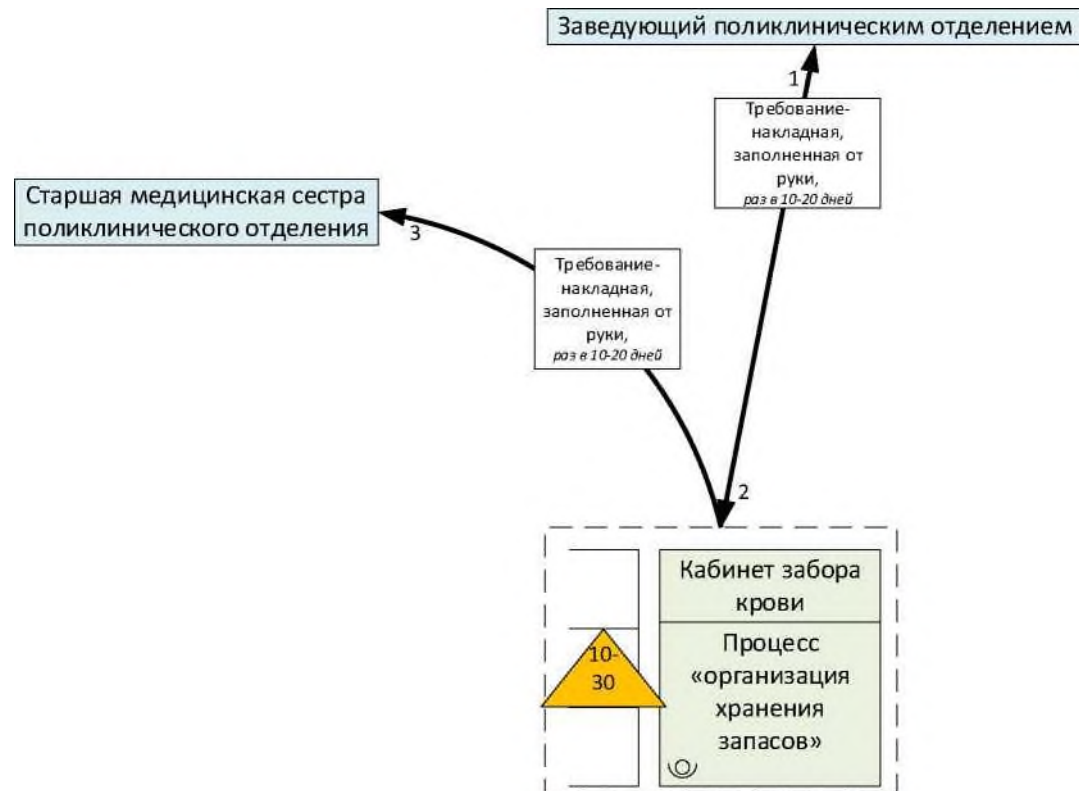 Заведующий поликлиническим отделением
1
Требование-
накладная,
заполненная от
руки,
раз в 10-20 дней
Старшая медицинская сестра
поликлинического отделения
3
Требование-
накладная,
заполненная от
руки,
раз в 10-20 дней
2
Кабинет забора
крови
10-
30
Процесс
«организация
хранения
запасов»